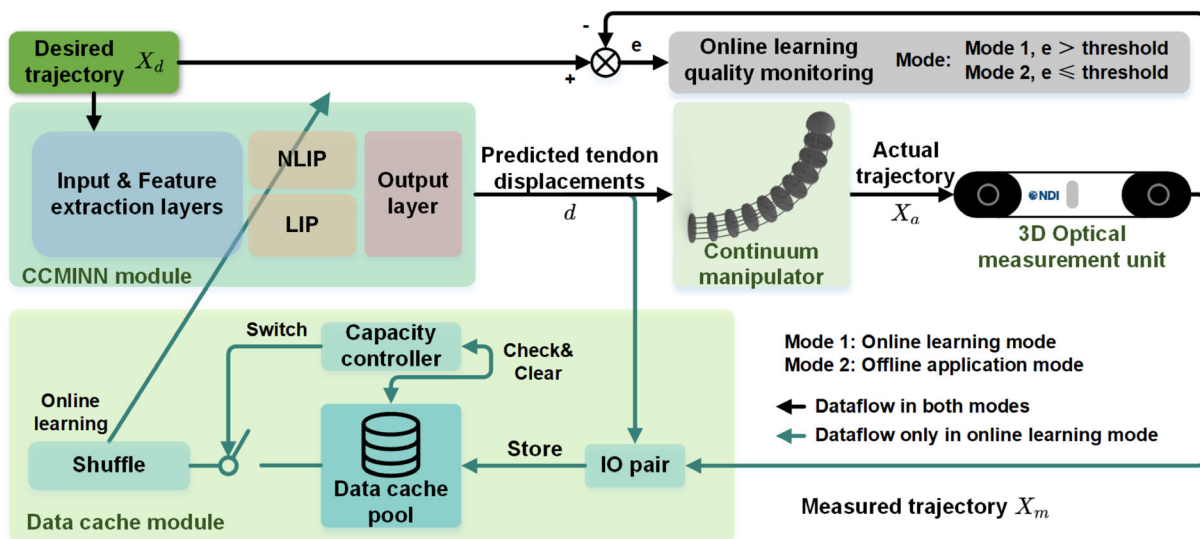 Desired
trajectory X_d
-
+
e
Online learning
quality monitoring
Mode:
Mode 1, e > threshold
Mode 2, e ⩽ threshold
Input & Feature
extraction layers
NLIP
LIP
Output
layer
CCMINN module
Predicted tendon
displacements
d
Continuum
manipulator
Actual
trajectory
X_a
NDI
3D Optical
measurement unit
Switch
Capacity
controller
Check&
Clear
Online
learning
Shuffle
Data cache
pool
Store
IO pair
Data cache module
Mode 1: Online learning mode
Mode 2: Offline application mode
Dataflow in both modes
Dataflow only in online learning mode
Measured trajectory X_m